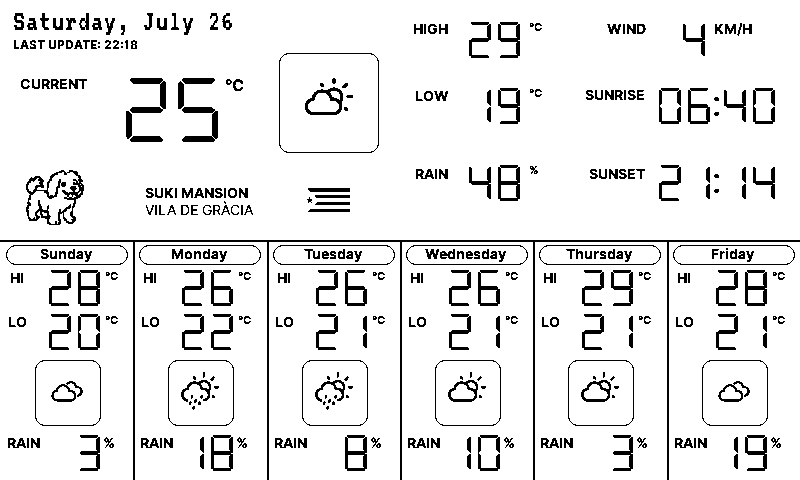 Saturday, July 26
LAST UPDATE: 22:18
CURRENT 25 °C
HIGH 29 °C
WIND 4 KM/H
LOW 19 °C
SUNRISE 06:40
RAIN 48 %
SUNSET 21:14
SUKI MANSION
VILA DE GRÀCIA
Sunday
HI 28 °C
LO 20 °C
RAIN 3 %
Monday
HI 26 °C
LO 22 °C
RAIN 18 %
Tuesday
HI 26 °C
LO 21 °C
RAIN 8 %
Wednesday
HI 26 °C
LO 21 °C
RAIN 10 %
Thursday
HI 29 °C
LO 21 °C
RAIN 3 %
Friday
HI 28 °C
LO 21 °C
RAIN 19 %